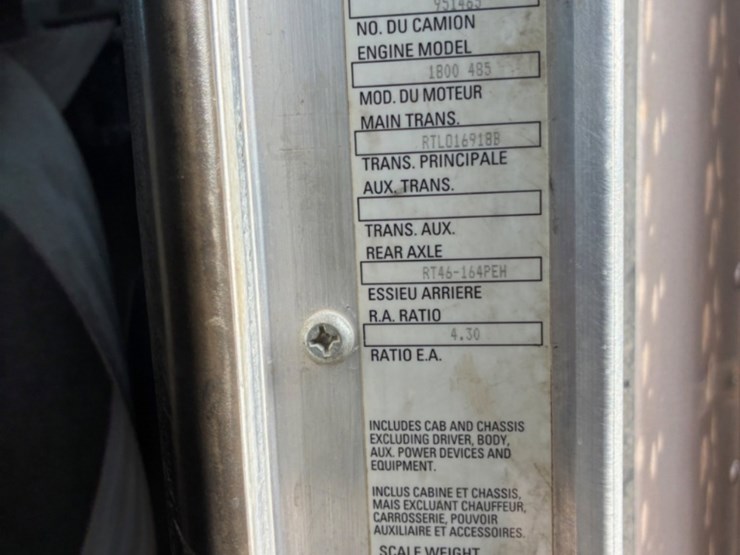 951485
NO. DU CAMION
ENGINE MODEL
1800 485
MOD. DU MOTEUR
MAIN TRANS.
RTLO16918B
TRANS. PRINCIPALE
AUX. TRANS.
TRANS. AUX.
REAR AXLE
RT46-164PEH
ESSIEU ARRIERE
R.A. RATIO
4.30
RATIO E.A.
INCLUDES CAB AND CHASSIS
EXCLUDING DRIVER, BODY,
AUX. POWER DEVICES AND
EQUIPMENT.
INCLUS CABINE ET CHASSIS,
MAIS EXCLUANT CHAUFFEUR,
CARROSSERIE, POUVOIR
AUXILIAIRE ET ACCESSOIRES.
SCALE WEIGHT